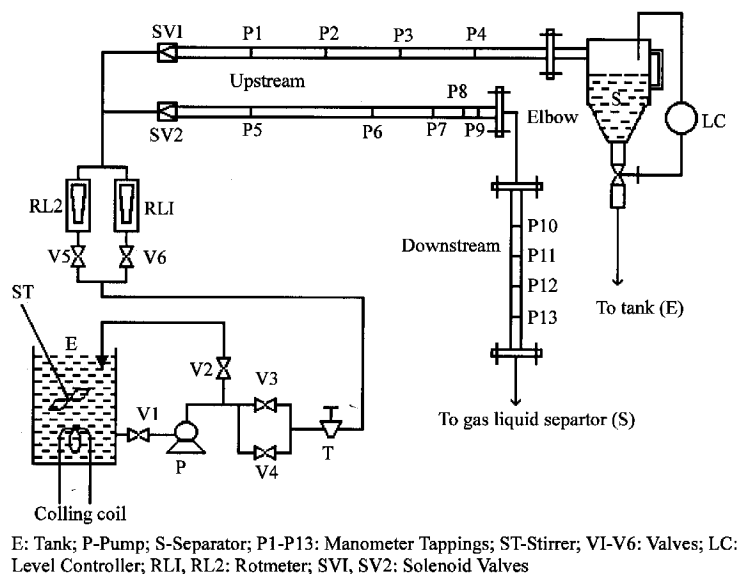 SVI P1 P2 P3 P4
Upstream
P8
S
Elbow
LC
SV2 P5 P6 P7 P9
RL2 RLI
V5 V6
P10
Downstream P11
P12
P13
To tank (E)
ST
E
V2
V1
V3
P
V4
T
To gas liquid separtor (S)
Colling coil
E: Tank; P-Pump; S-Separator; P1-P13: Manometer Tappings; ST-Stirrer; VI-V6: Valves; LC:
Level Controller; RLI, RL2: Rotmeter; SVI, SV2: Solenoid Valves